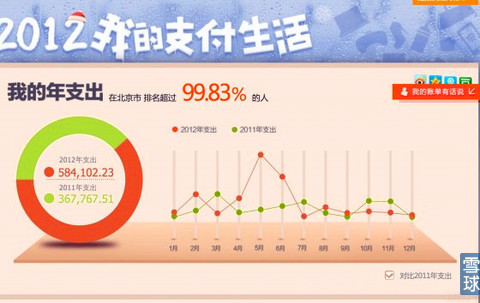 2012 我的支付生活
我的年支出 在北京市 排名超过 99.83% 的人
我的账单有话说
2012年支出
584,102.23
2011年支出
367,767.51
2012年支出 2011年支出
1月 2月 3月 4月 5月 6月 7月 8月 9月 10月 11月 12月
对比2011年支出
雪球